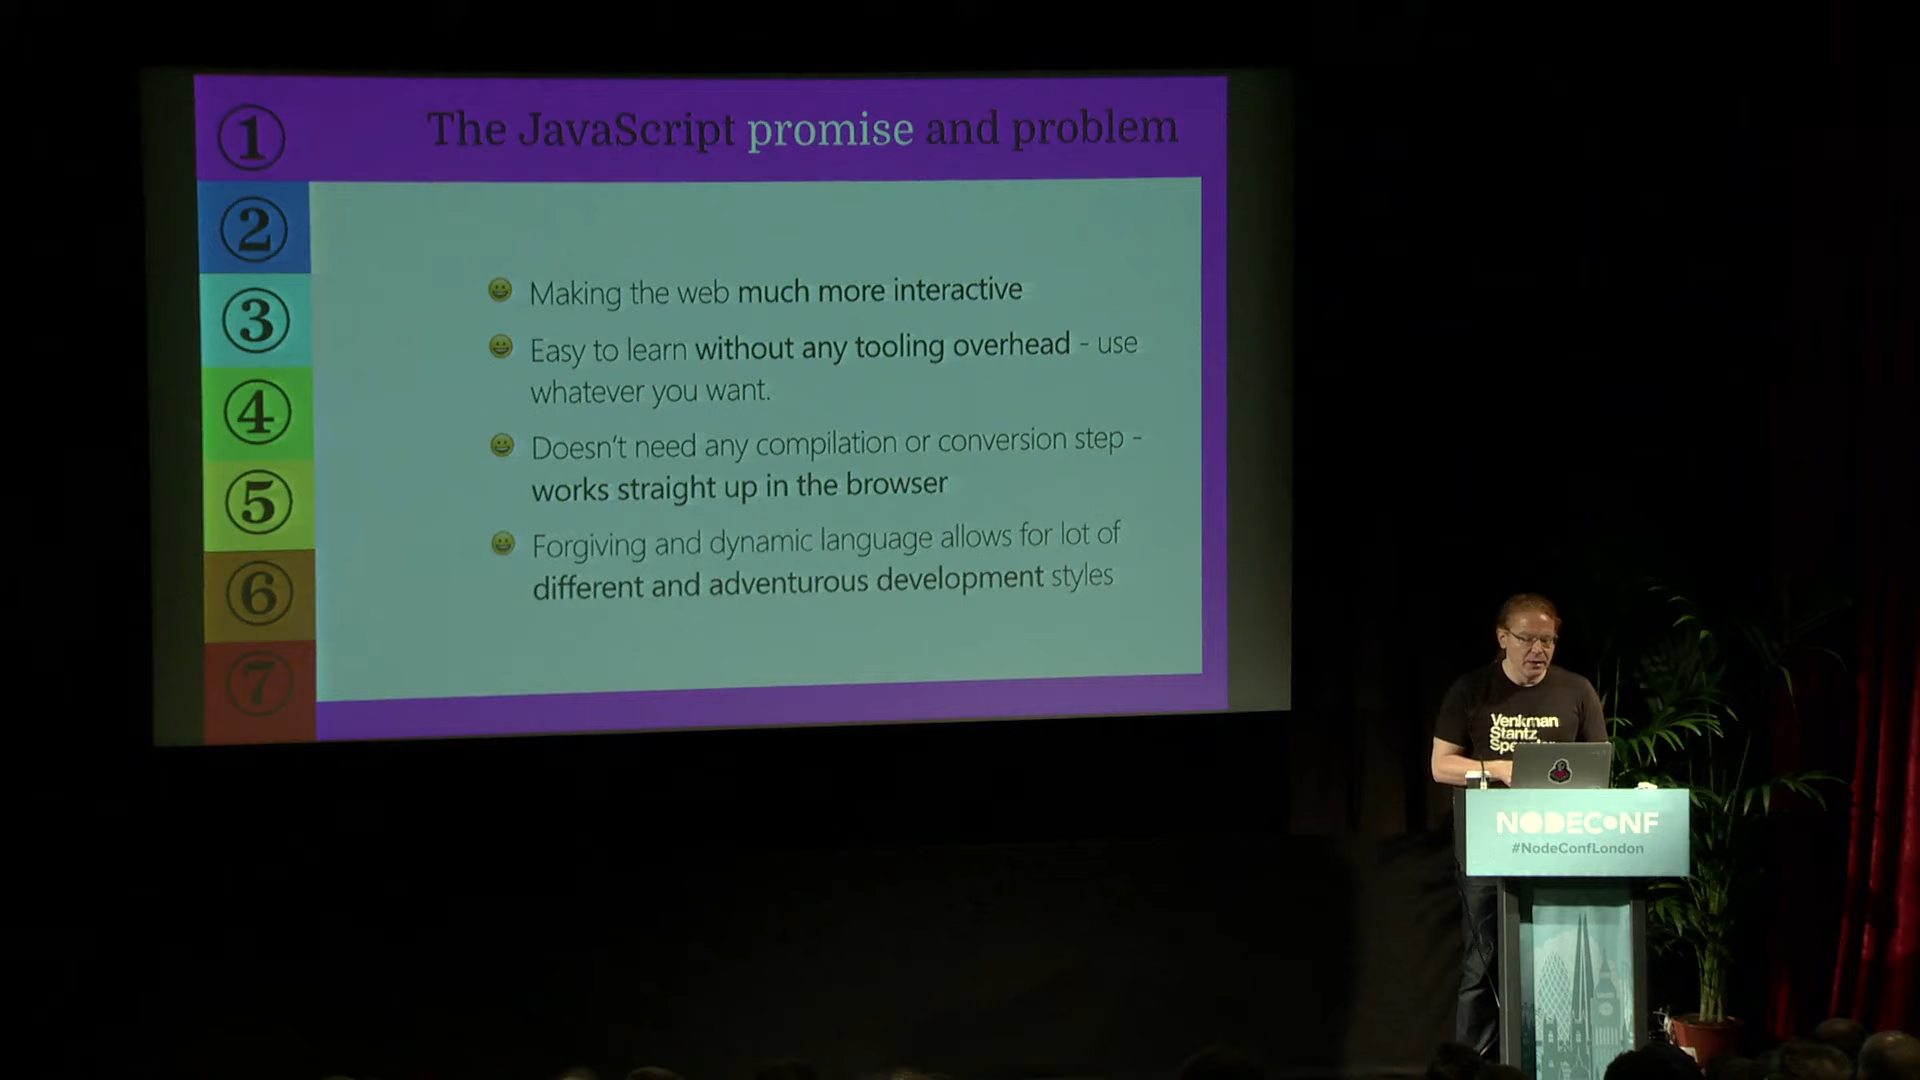 The JavaScript promise and problem
1
2
3
4
5
6
7
Making the web much more interactive
Easy to learn without any tooling overhead - use
whatever you want.
Doesn't need any compilation or conversion step -
works straight up in the browser
Forgiving and dynamic language allows for lot of
different and adventurous development styles
Venkman
Stantz
NODECONF
#NodeConfLondon